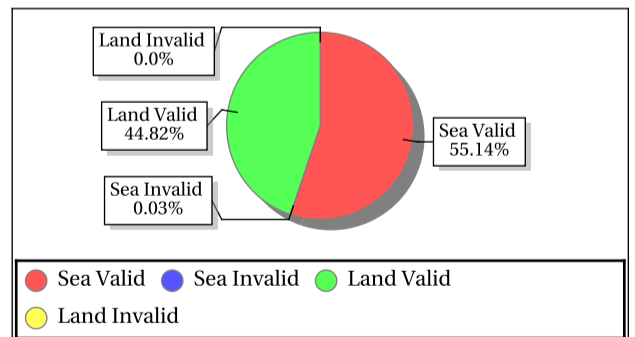 Land Invalid
0.0%
Land Valid
44.82%
Sea Valid
55.14%
Sea Invalid
0.03%
Sea Valid
Sea Invalid
Land Valid
Land Invalid